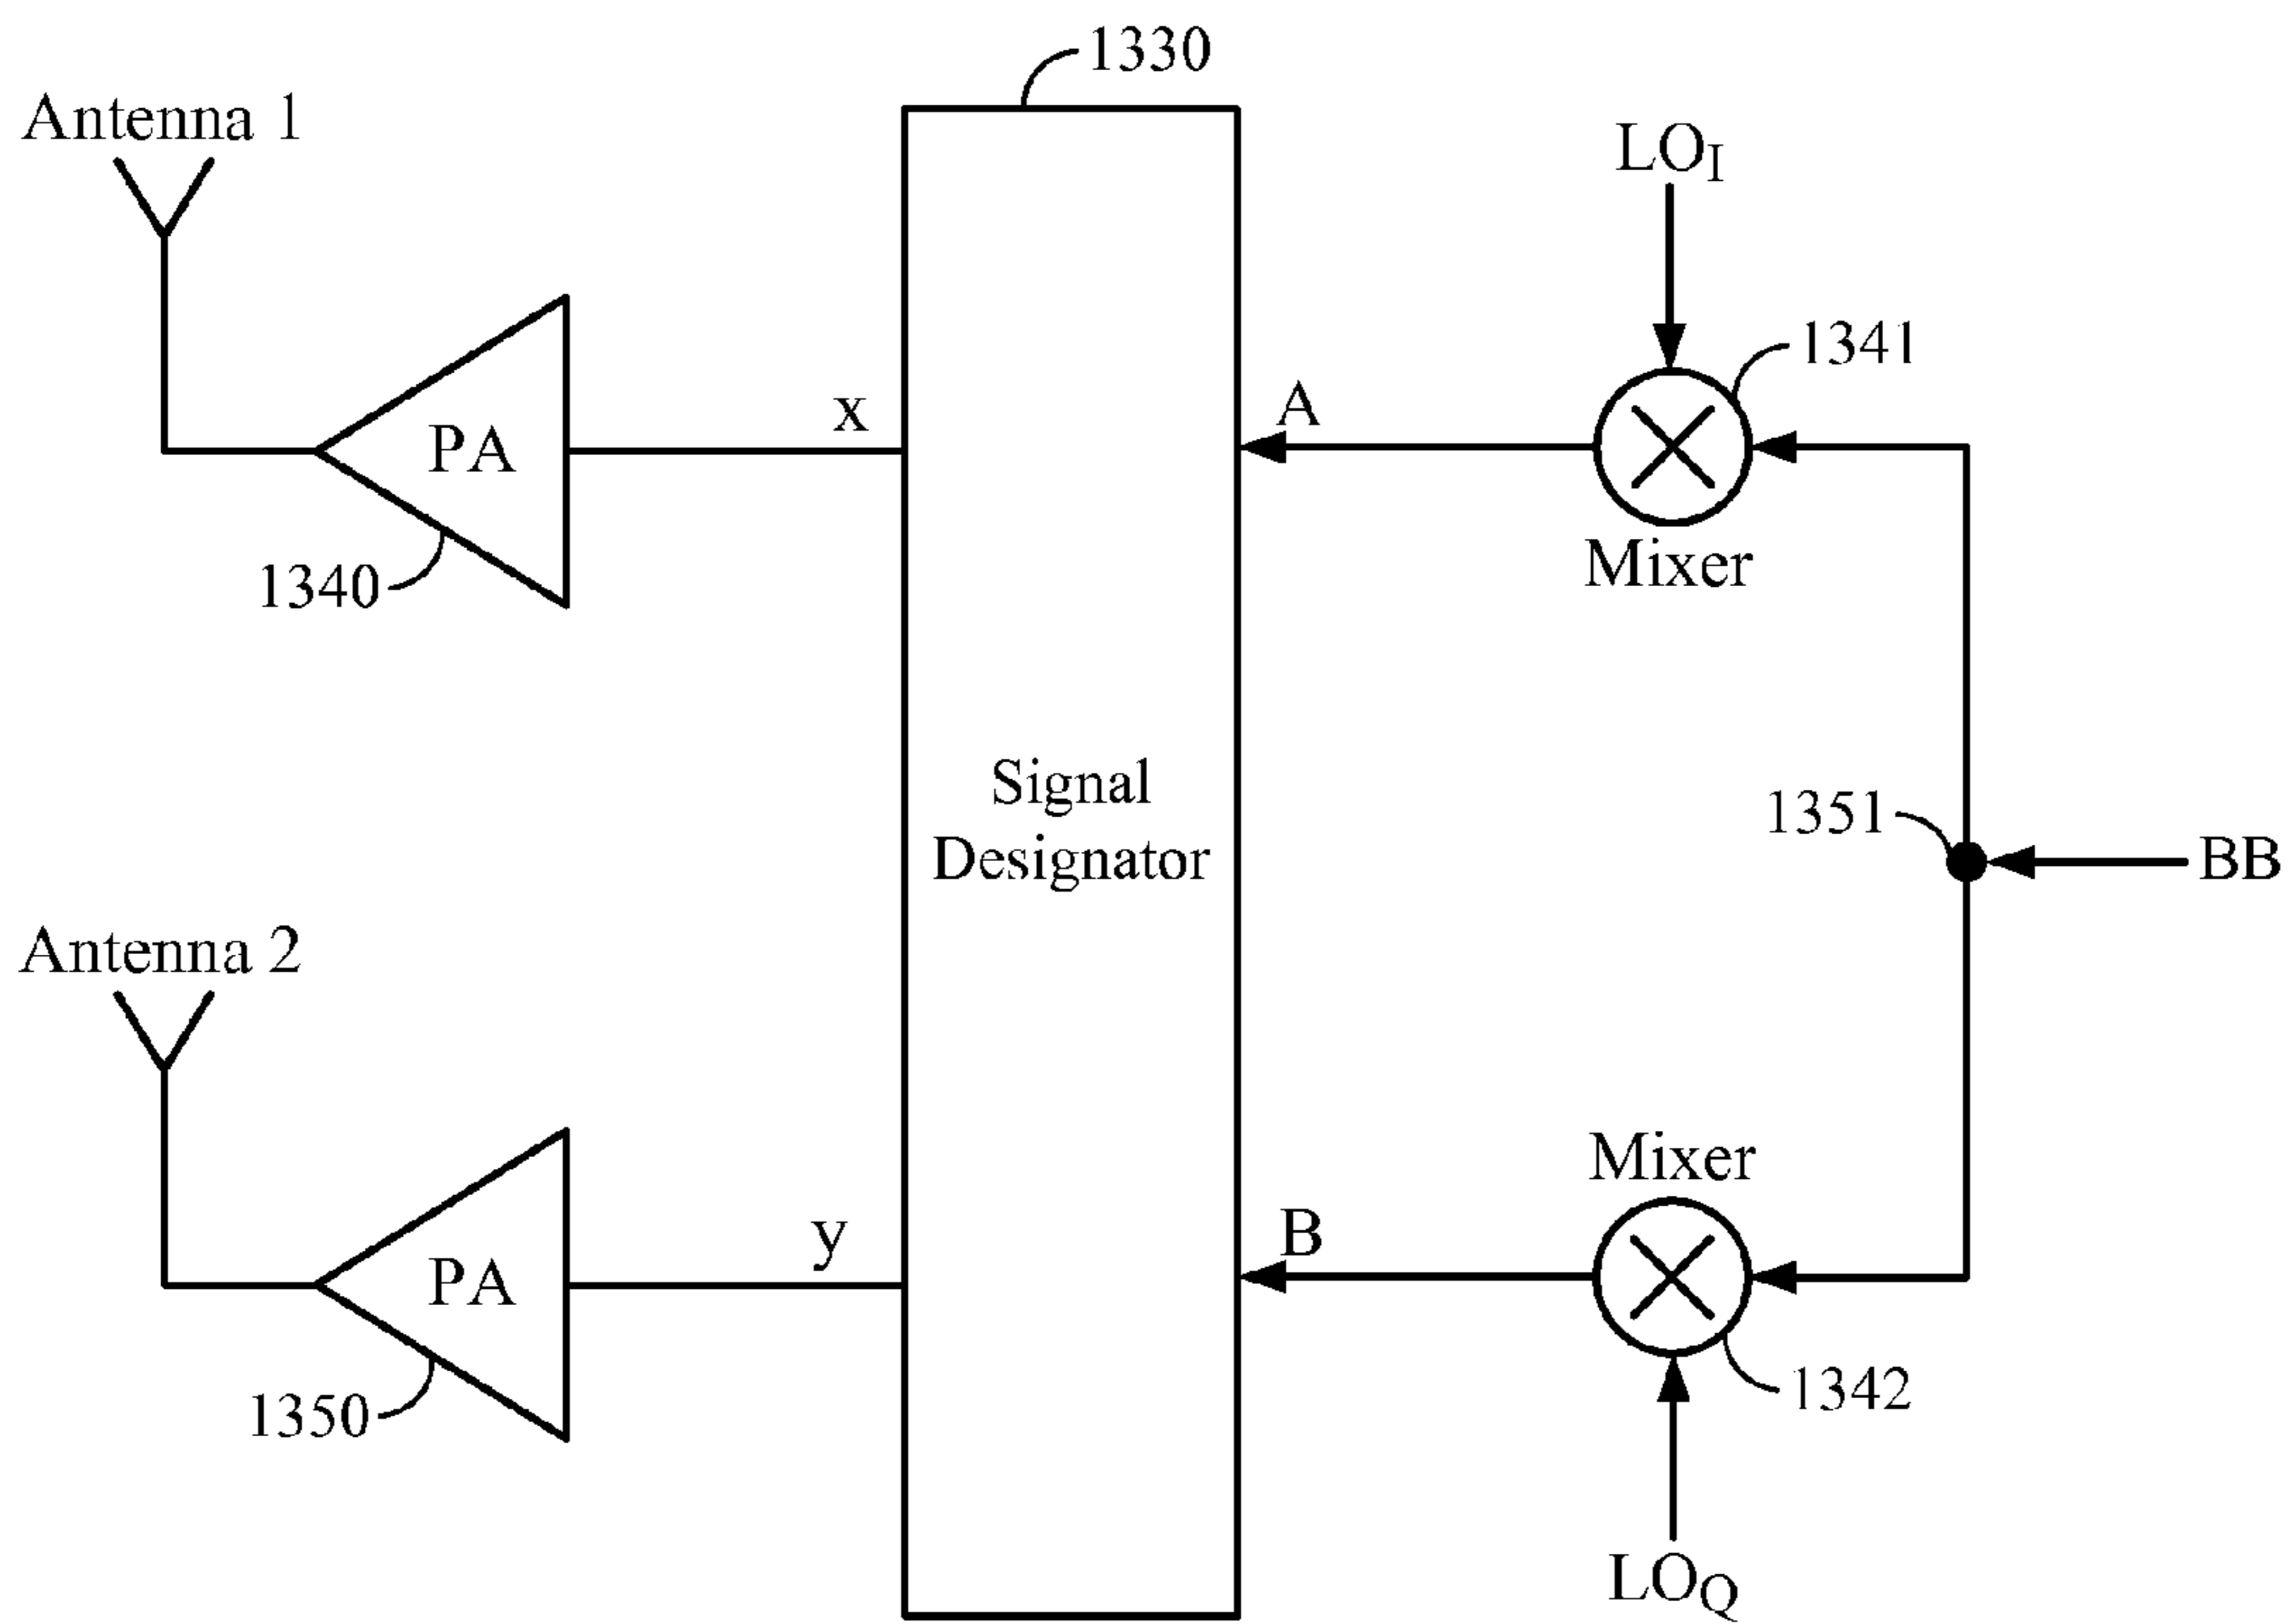 1330
Antenna 1
LOI
1341
x
A
PA
1340
Mixer
Signal
Designator
1351
BB
Antenna 2
Mixer
y
B
PA
1350
1342
LOQ